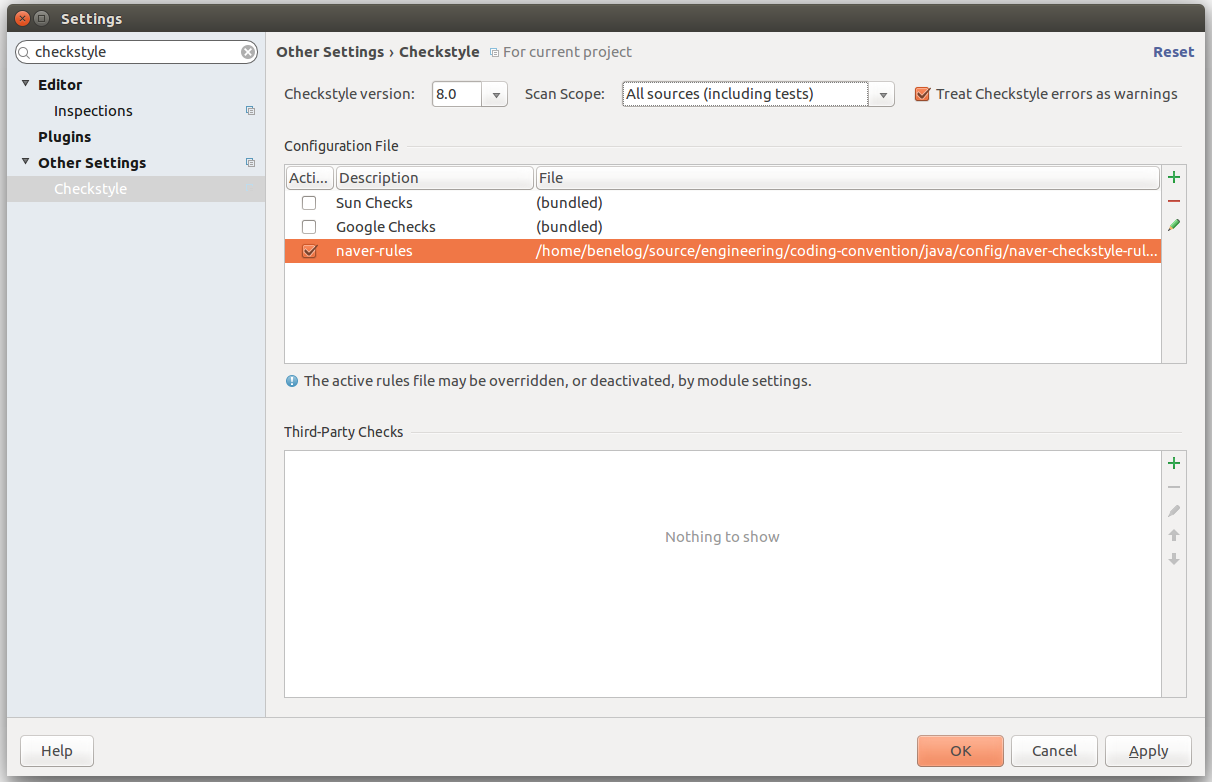 Settings
checkstyle
Editor
Inspections
Plugins
Other Settings
Checkstyle
Other Settings › Checkstyle For current project Reset
Checkstyle version: 8.0 Scan Scope: All sources (including tests) Treat Checkstyle errors as warnings
Configuration File
Acti... Description File
Sun Checks (bundled)
Google Checks (bundled)
naver-rules /home/benelog/source/engineering/coding-convention/java/config/naver-checkstyle-rul...
The active rules file may be overridden, or deactivated, by module settings.
Third-Party Checks
Nothing to show
Help OK Cancel Apply